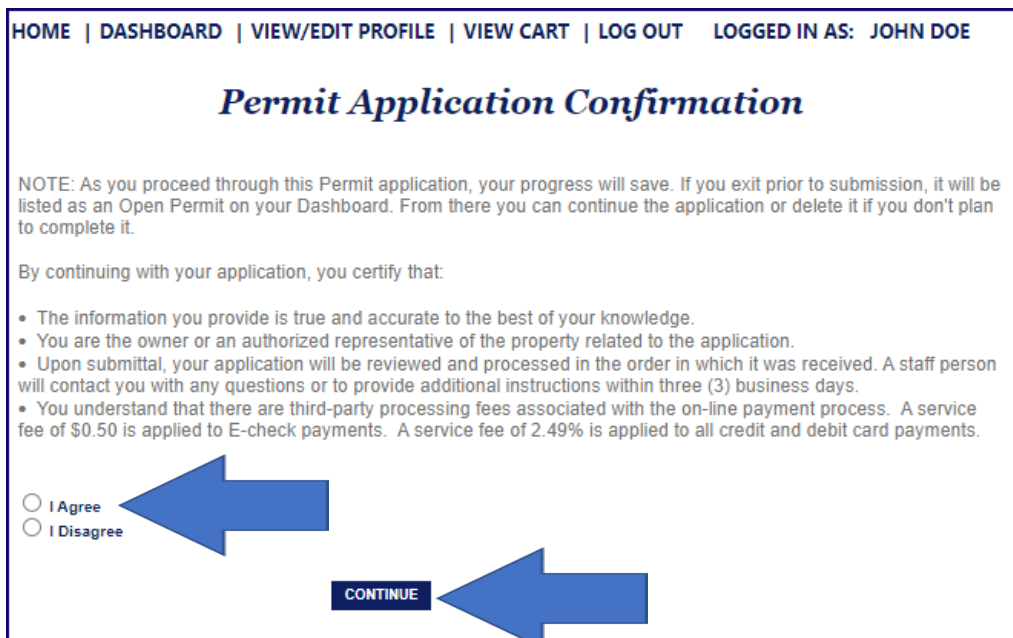 HOME | DASHBOARD | VIEW/EDIT PROFILE | VIEW CART | LOG OUT LOGGED IN AS: JOHN DOE
Permit Application Confirmation
NOTE: As you proceed through this Permit application, your progress will save. If you exit prior to submission, it will be
listed as an Open Permit on your Dashboard. From there you can continue the application or delete it if you don't plan
to complete it.
By continuing with your application, you certify that:
• The information you provide is true and accurate to the best of your knowledge.
• You are the owner or an authorized representative of the property related to the application.
• Upon submittal, your application will be reviewed and processed in the order in which it was received. A staff person
will contact you with any questions or to provide additional instructions within three (3) business days.
• You understand that there are third-party processing fees associated with the on-line payment process. A service
fee of $0.50 is applied to E-check payments. A service fee of 2.49% is applied to all credit and debit card payments.
I Agree
I Disagree
CONTINUE